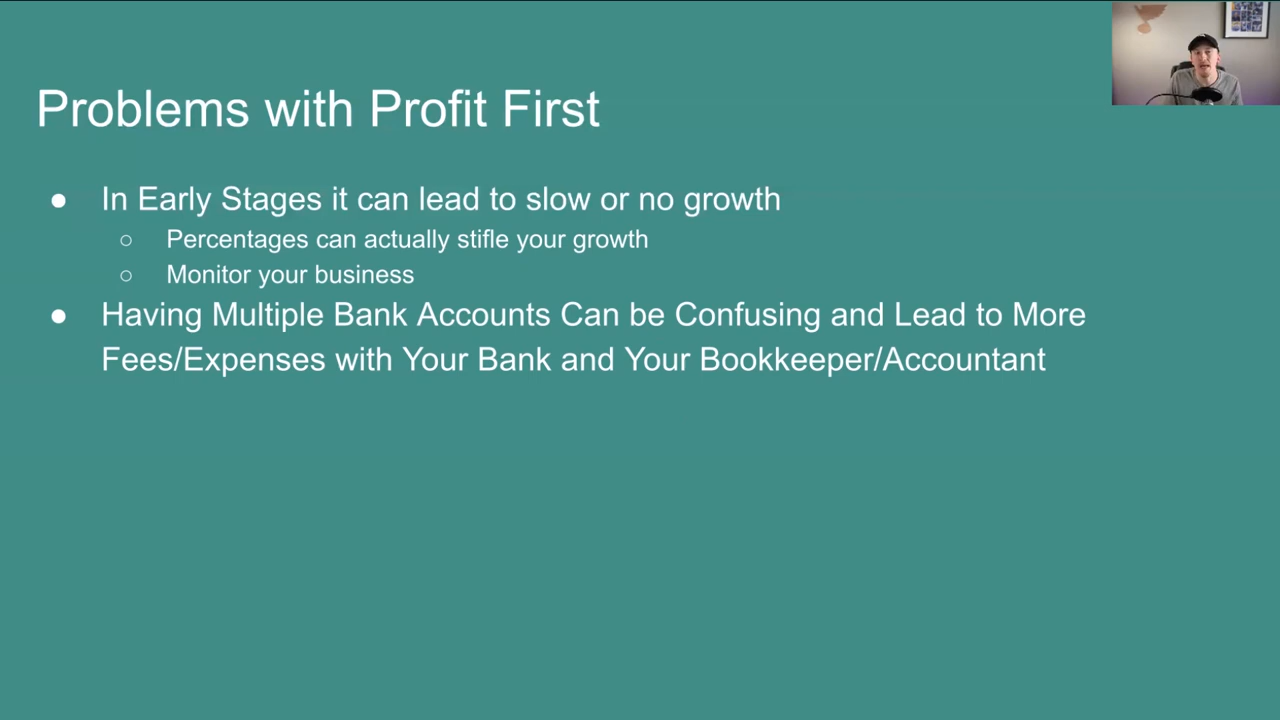 Problems with Profit First
● In Early Stages it can lead to slow or no growth
○ Percentages can actually stifle your growth
○ Monitor your business
● Having Multiple Bank Accounts Can be Confusing and Lead to More
Fees/Expenses with Your Bank and Your Bookkeeper/Accountant